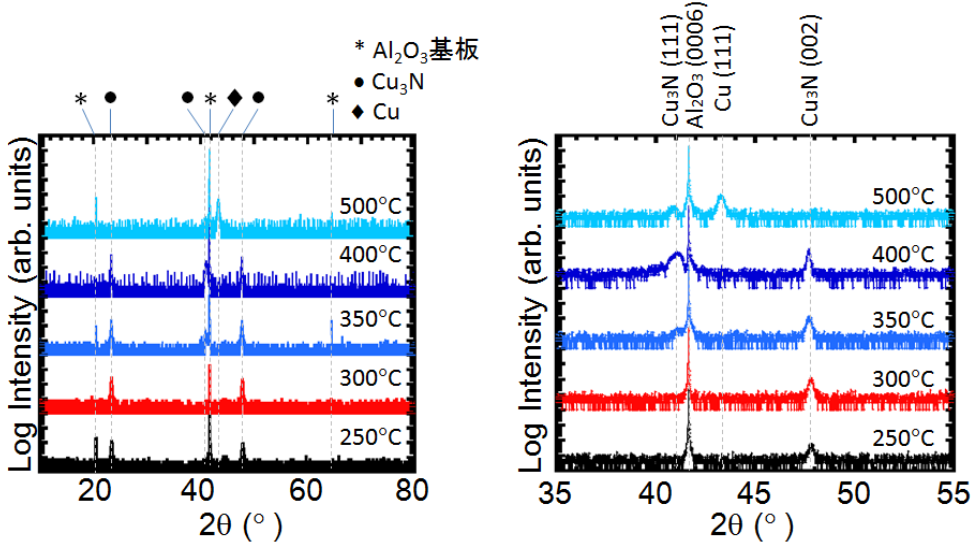 * Al₂O₃基板
● Cu₃N
◆ Cu
* ● ● * ◆ ● *
Log Intensity (arb. units)
500°C
400°C
350°C
300°C
250°C
20 40 60 80
2θ (°)
Cu₃N (111)
Al₂O₃ (0006)
Cu (111)
Cu₃N (002)
Log Intensity (arb. units)
500°C
400°C
350°C
300°C
250°C
35 40 45 50 55
2θ (°)